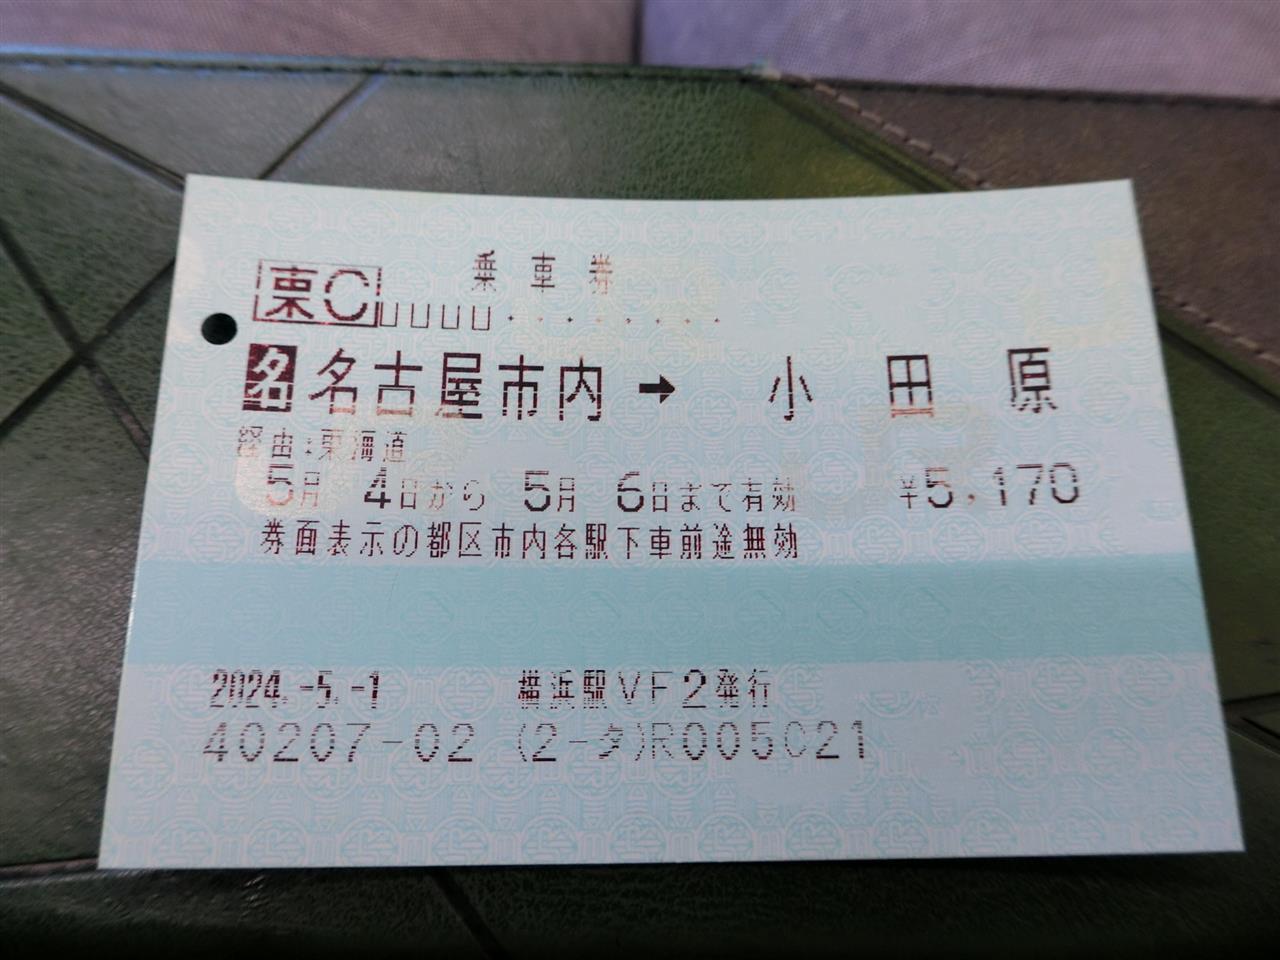 乗車券
東C
名 名古屋市内 → 小田原
経由:東海道
5月 4日から 5月 6日まで有効 ¥5,170
券面表示の都区市内各駅下車前途無効
2024.-5.-1 横浜駅VF2発行
40207-02 (2-タ)R005C21